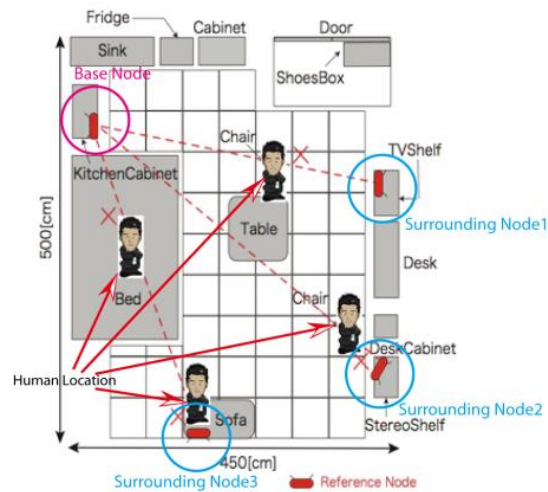 Fridge
Cabinet
Door
Sink
ShoesBox
Base Node
Chair
TVShelf
KitchenCabinet
Surrounding Node1
500[cm]
Table
Desk
Bed
Chair
DeskCabinet
Human Location
Surrounding Node2
Sofa
StereoShelf
450[cm]
Surrounding Node3
Reference Node